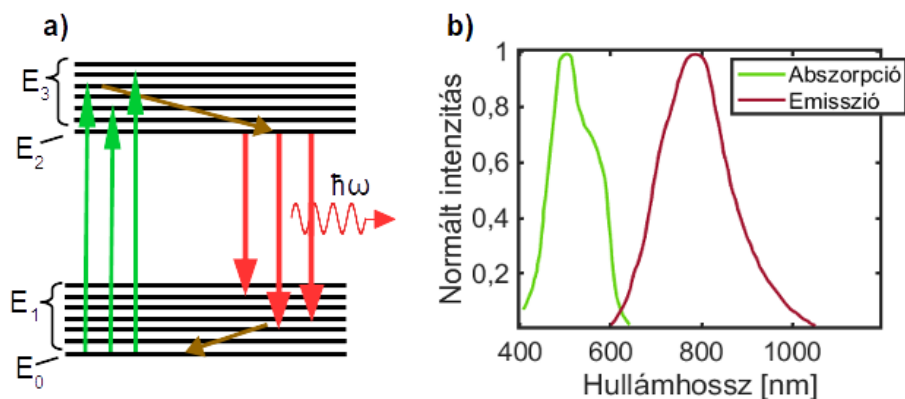 a)
E3
E2
ħω
E1
E0
b)
Normált intenzitás
1
0,8
0,6
0,4
0,2
Abszorpció
Emisszió
400
600
800
1000
Hullámhossz [nm]